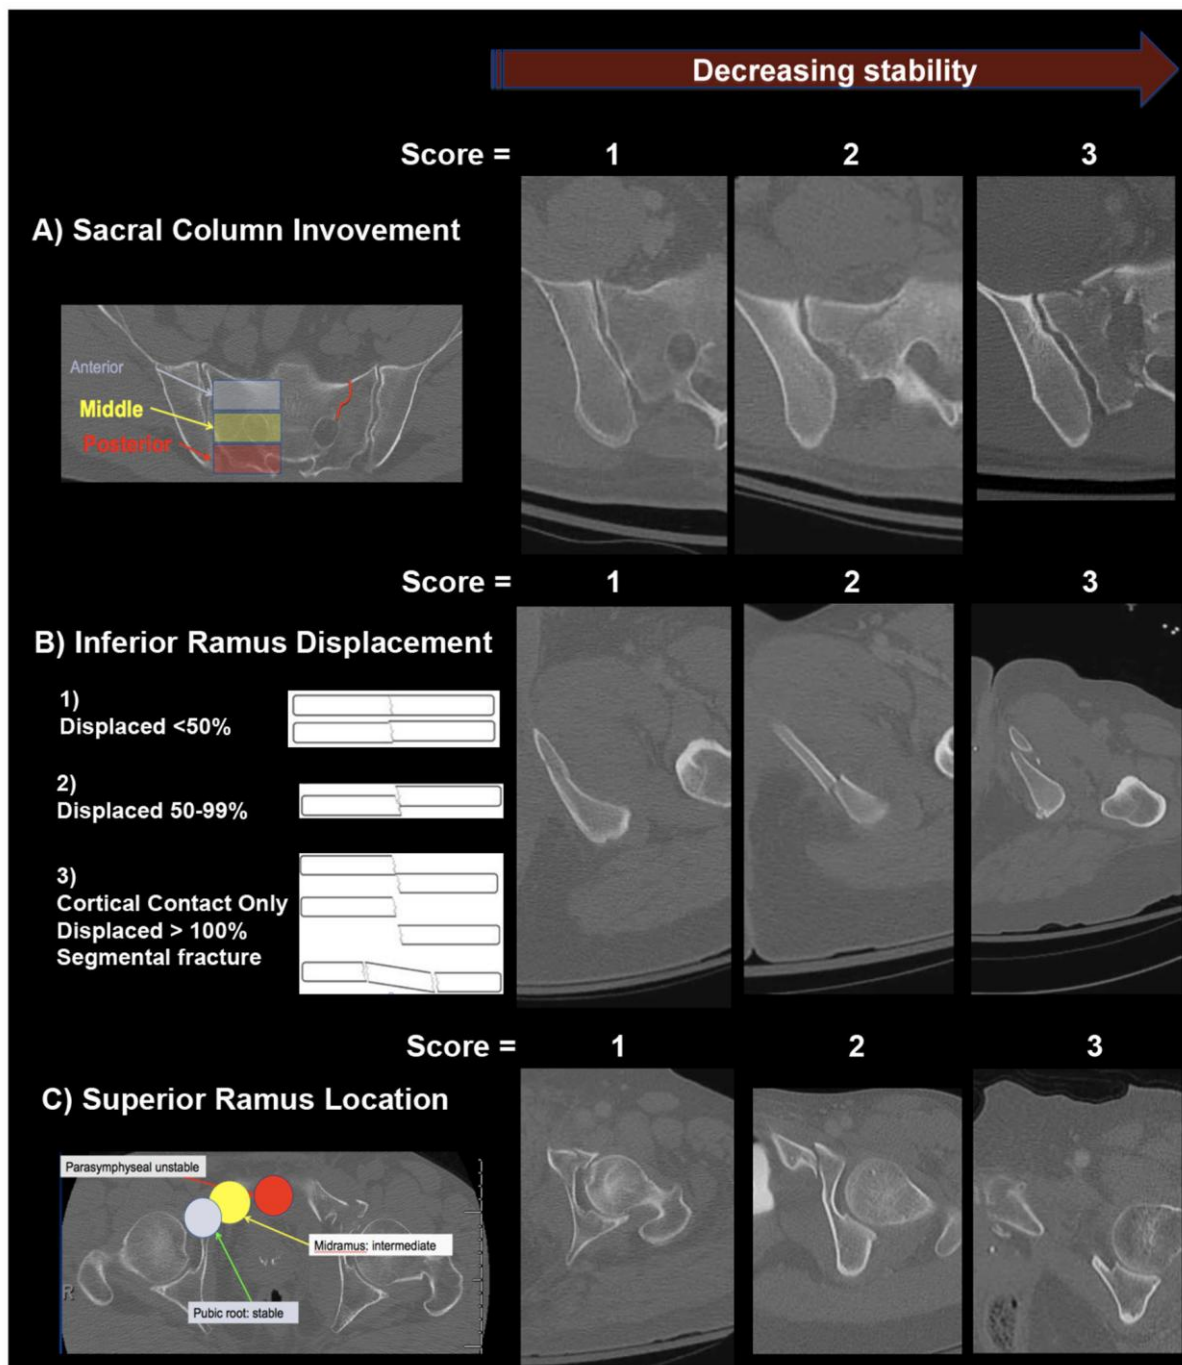 Decreasing stability
Score = 1 2 3
A) Sacral Column Invovement
Anterior
Middle
Posterior
Score = 1 2 3
B) Inferior Ramus Displacement
1)
Displaced <50%
2)
Displaced 50-99%
3)
Cortical Contact Only
Displaced > 100%
Segmental fracture
Score = 1 2 3
C) Superior Ramus Location
Parasymphyseal unstable
Midramus: intermediate
R
Pubic root: stable